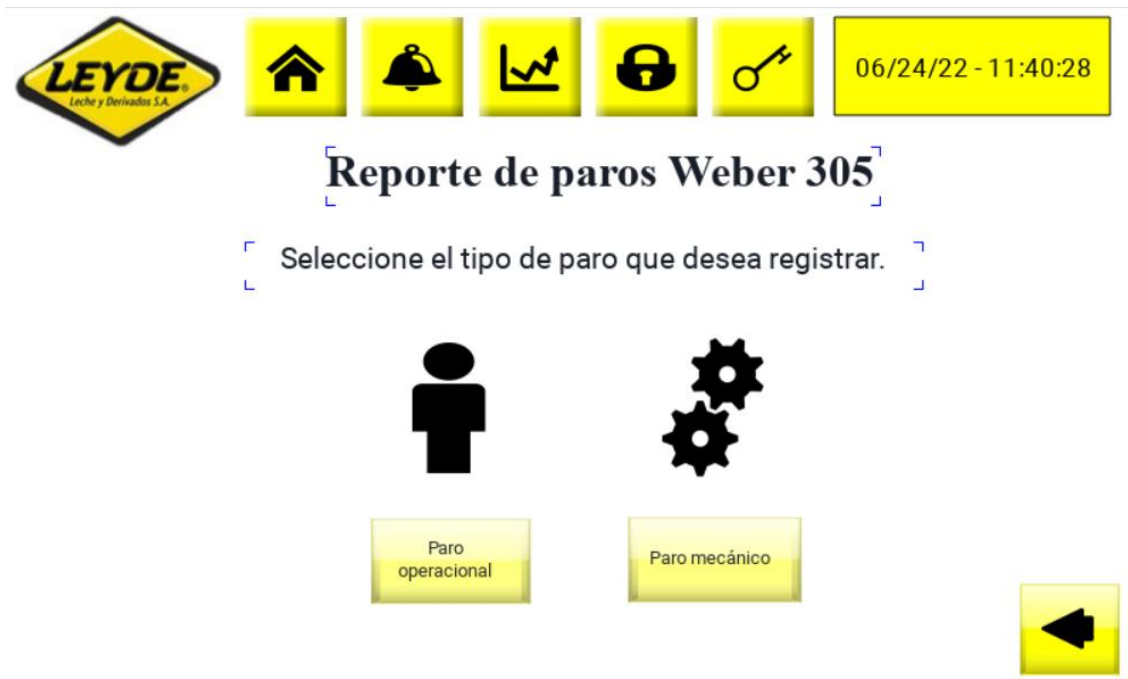 LEYDE®
Leche y Derivados S.A.
06/24/22 - 11:40:28
Reporte de paros Weber 305
Seleccione el tipo de paro que desea registrar.
Paro
operacional
Paro mecánico